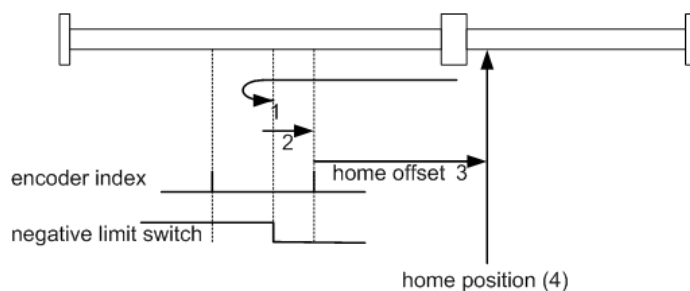 1
2
home offset 3
encoder index
negative limit switch
home position (4)